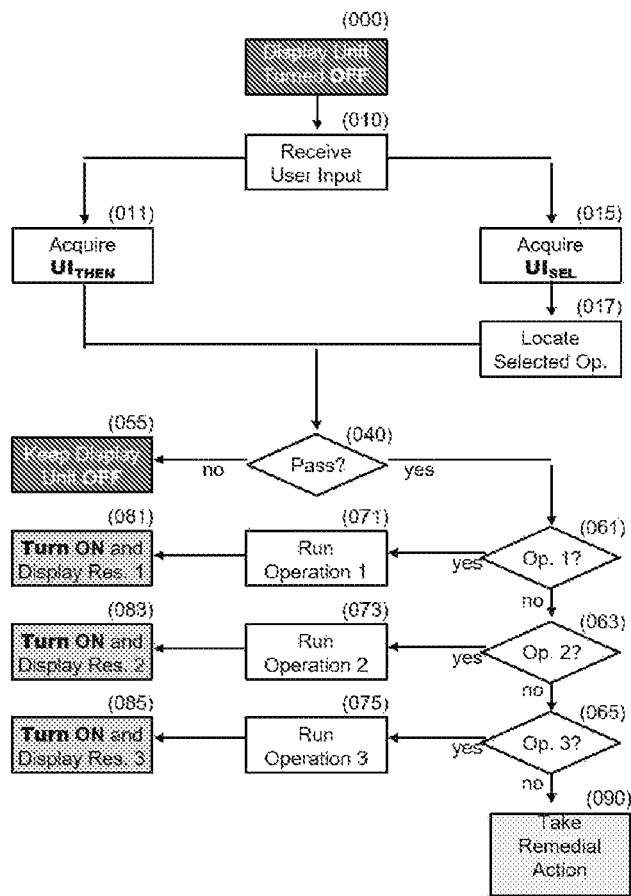 (000)
Display Unit
Turned OFF
(010)
Receive
User Input
(011)
Acquire
UITHEN
(015)
Acquire
UISEL
(017)
Locate
Selected Op.
(055)
Keep Display
Unit OFF
(040)
Pass?
no
yes
(081)
Turn ON and
Display Res. 1
(071)
Run
Operation 1
yes
(061)
Op. 1?
no
(083)
Turn ON and
Display Res. 2
(073)
Run
Operation 2
yes
(063)
Op. 2?
no
(085)
Turn ON and
Display Res. 3
(075)
Run
Operation 3
yes
(065)
Op. 3?
no
(090)
Take
Remedial
Action